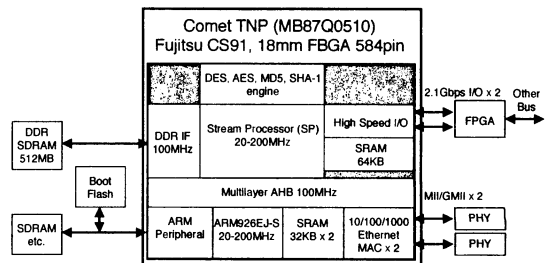 Comet TNP (MB87Q0510)
Fujitsu CS91, 18mm FBGA 584pin
DES, AES, MD5, SHA-1
engine
DDR IF
100MHz
Stream Processor (SP)
20-200MHz
High Speed I/O
SRAM
64KB
2.1Gbps I/O x 2
FPGA
Other
Bus
DDR
SDRAM
512MB
Boot
Flash
Multilayer AHB 100MHz
MII/GMII x 2
SDRAM
etc.
ARM
Peripheral
ARM926EJ-S
20-200MHz
SRAM
32KB x 2
10/100/1000
Ethernet
MAC x 2
PHY
PHY